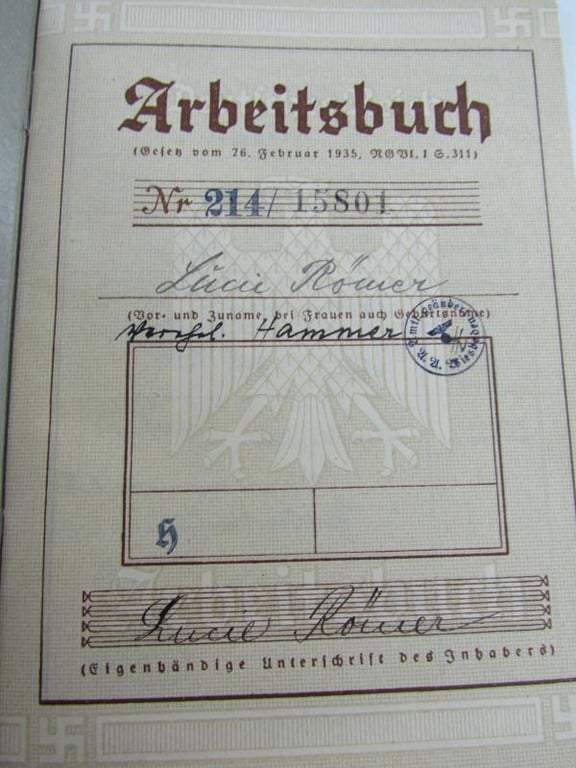 Arbeitsbuch
(Gesetz vom 26. Februar 1935, RGBl. I S. 311)
Nr 214/ 15801
Lucie Römer
(Vor- und Zuname, bei Frauen auch Geburtsname)
verehel. Hammer
H
Lucie Römer
(Eigenhändige Unterschrift des Inhabers)